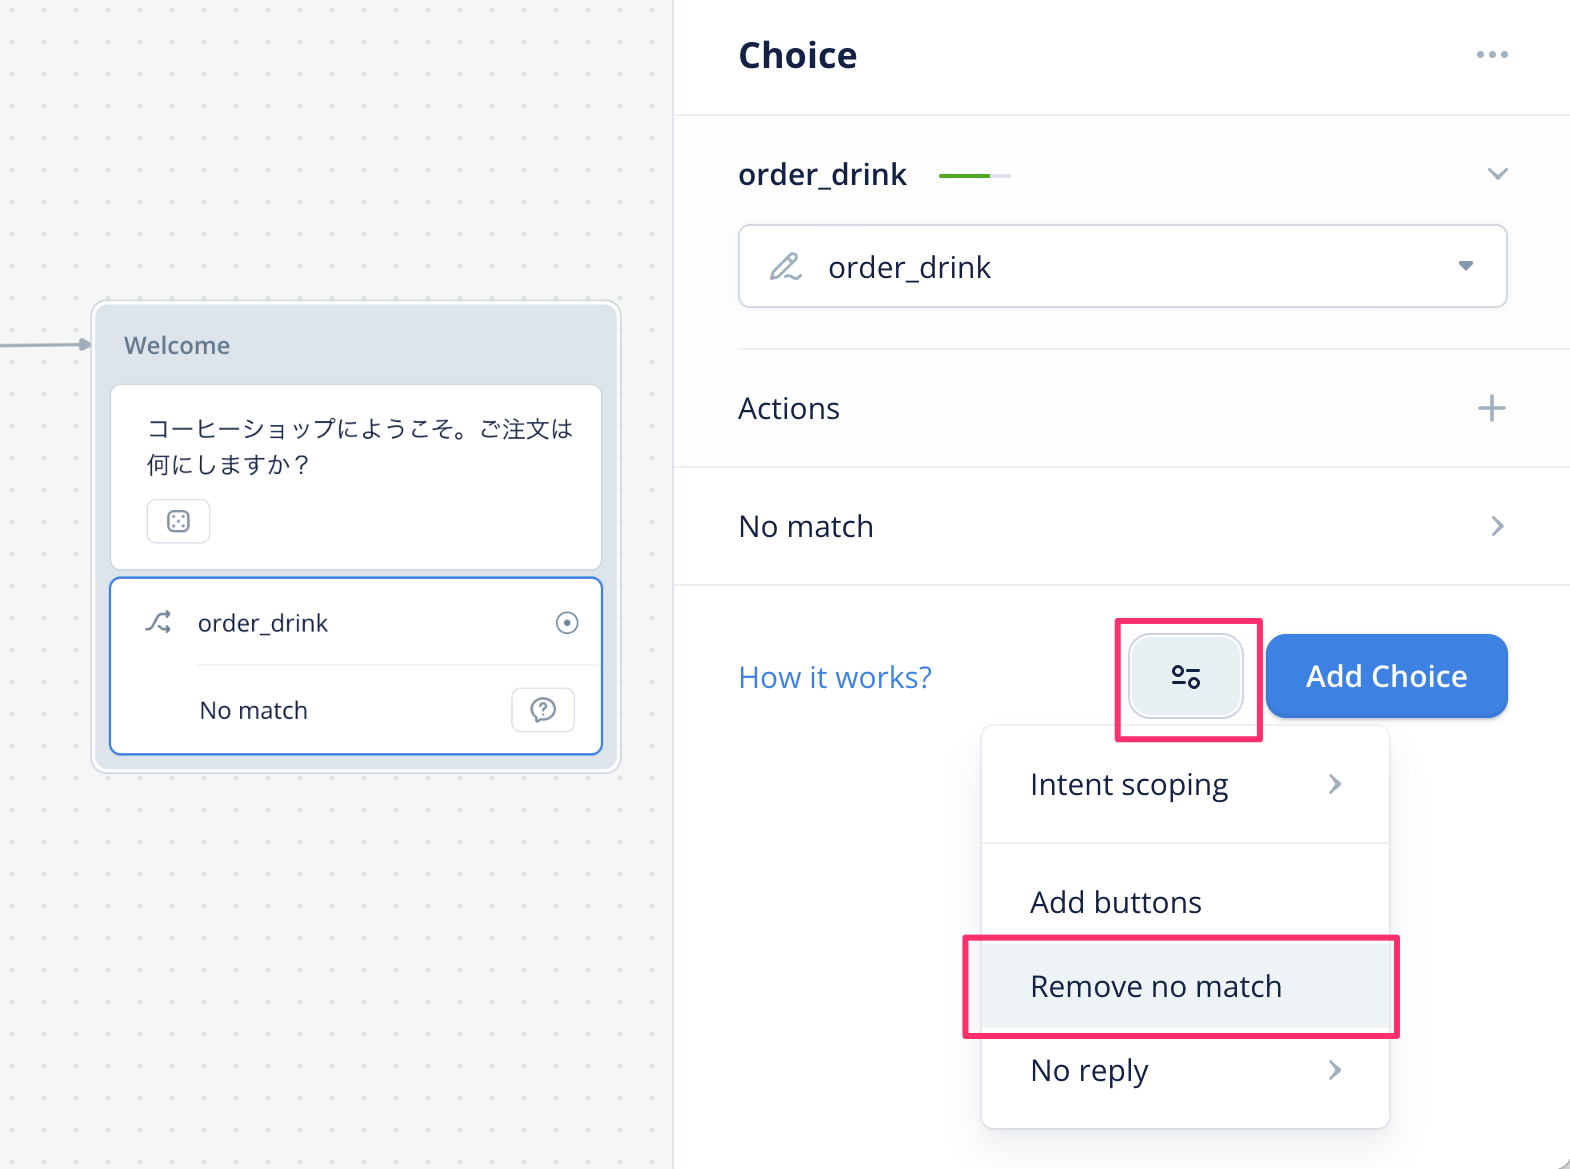 Welcome
コーヒーショップにようこそ。ご注文は
何にしますか？
order_drink
No match
Choice
order_drink
order_drink
Actions
No match
How it works?
Add Choice
Intent scoping
Add buttons
Remove no match
No reply